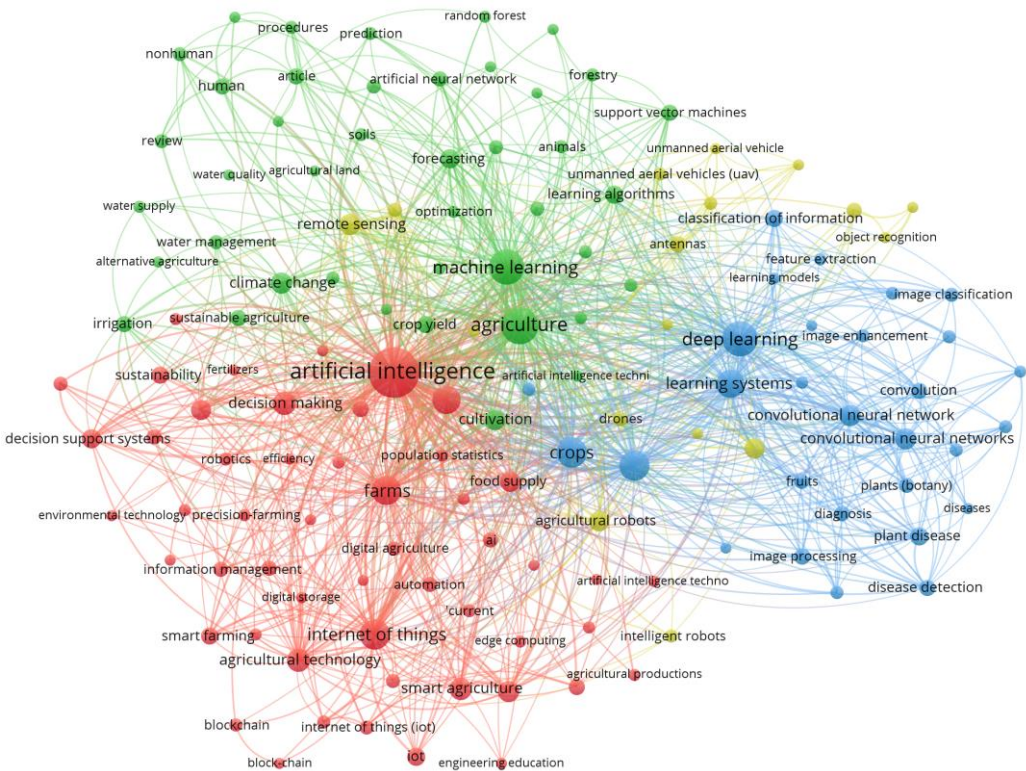 random forest
procedures
prediction
nonhuman
human
article
artificial neural network
forestry
support vector machines
soils
review
forecasting
animals
unmanned aerial vehicle
water quality
agricultural land
unmanned aerial vehicles (uav)
learning algorithms
water supply
optimization
remote sensing
classification (of information
water management
antennas
object recognition
alternative agriculture
machine learning
feature extraction
climate change
learning models
image classification
irrigation
sustainable agriculture
crop yield
agriculture
deep learning
image enhancement
sustainability
fertilizers
artificial intelligence
artificial intelligence techni
learning systems
convolution
decision making
cultivation
drones
convolutional neural network
decision support systems
convolutional neural networks
robotics
efficiency
population statistics
crops
farms
food supply
fruits
plants (botany)
environmental technology
precision-farming
agricultural robots
diagnosis
diseases
ai
plant disease
digital agriculture
information management
automation
artificial intelligence techno
image processing
disease detection
digital storage
'current
smart farming
internet of things
edge computing
intelligent robots
agricultural technology
agricultural productions
smart agriculture
blockchain
internet of things (iot)
iot
block-chain
engineering education